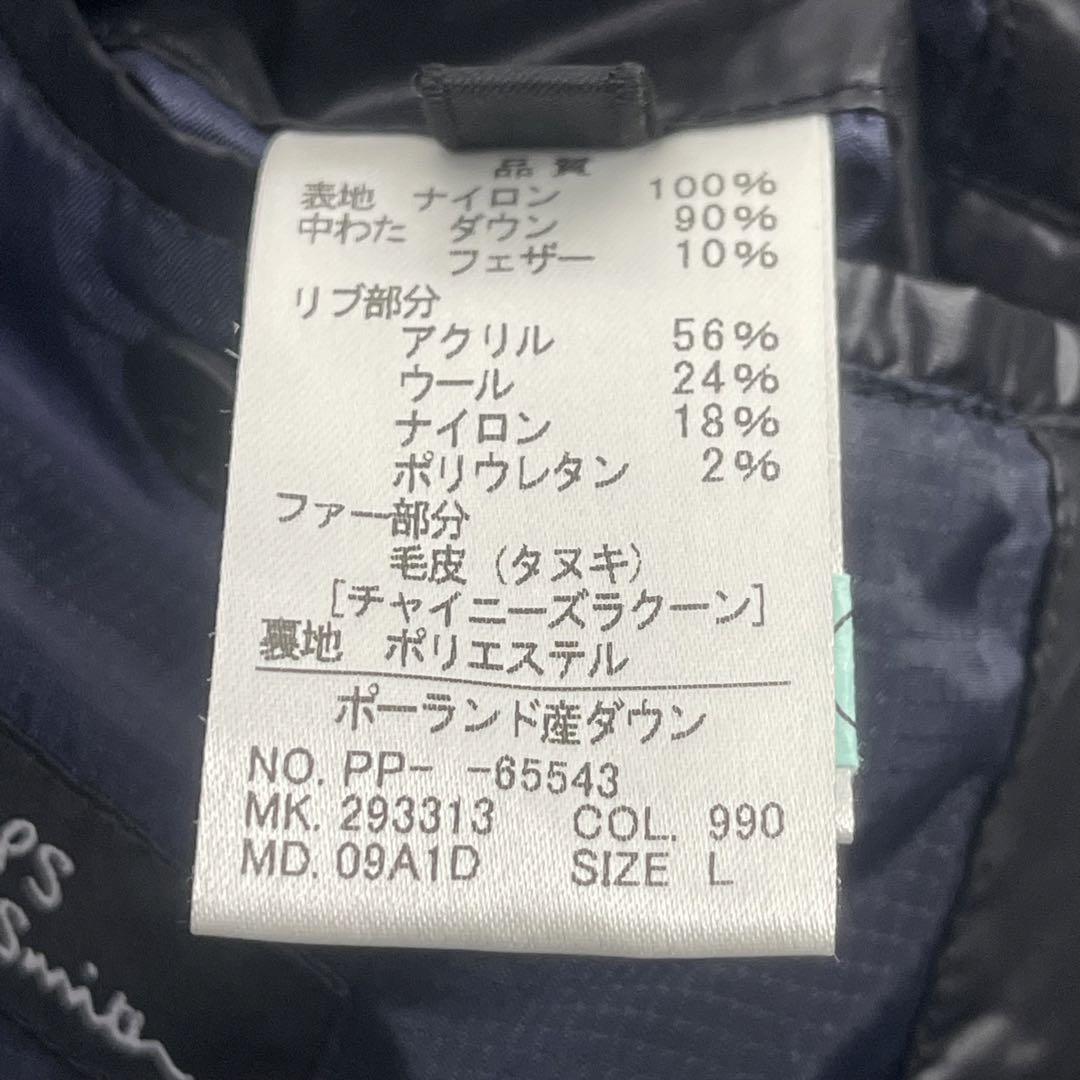 品質
表地 ナイロン 100%
中わた ダウン 90%
フェザー 10%
リブ部分
アクリル 56%
ウール 24%
ナイロン 18%
ポリウレタン 2%
ファー部分
毛皮（タヌキ）
[チャイニーズラクーン]
裏地 ポリエステル
ポーランド産ダウン
NO. PP- -65543
MK. 293313 COL. 990
MD. 09A1D SIZE L
PS
Smith